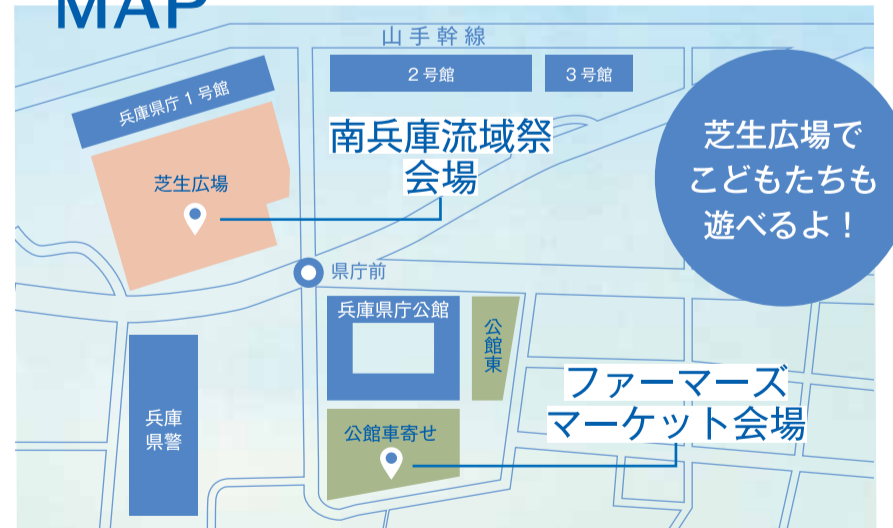 MAP
山手幹線
兵庫県庁1号館
2号館
3号館
南兵庫流域祭
会場
芝生広場で
こどもたちも
遊べるよ！
芝生広場
県庁前
兵庫県庁公館
公館東
ファーマーズ
マーケット会場
兵庫
県警
公館車寄せ